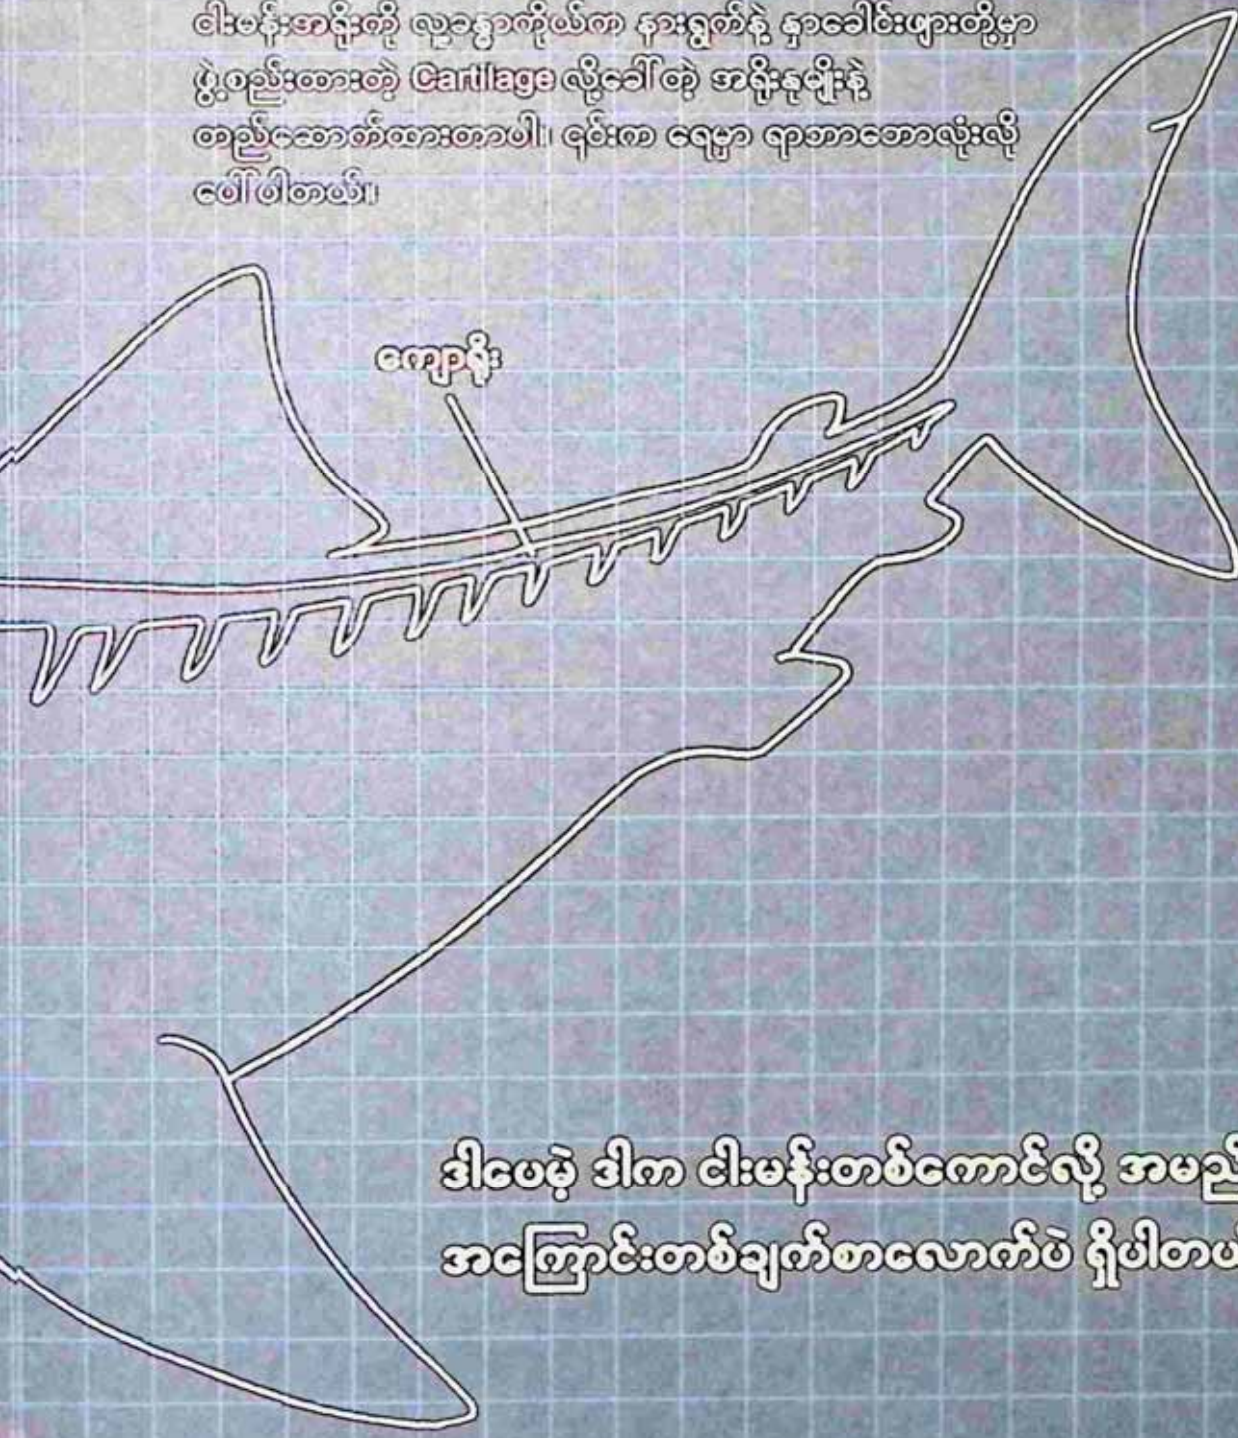 ငါးမန်းအရိုးကို လူ့ခန္ဓာကိုယ်က နားရွက်နဲ့ နှာခေါင်းဖျားတို့မှာ
ဖွဲ့စည်းထားတဲ့ Cartilage လို့ခေါ်တဲ့ အရိုးနုမျိုးနဲ့
တည်ဆောက်ထားတာပါ။ ၎င်းက ရေမှာ ရာဘာဘောလုံးလို
ပေါ်ပါတယ်။
ကျောရိုး
ဒါပေမဲ့ ဒါက ငါးမန်းတစ်ကောင်လို့ အမည်
အကြောင်းတစ်ချက်စာလောက်ပဲ ရှိပါတယ်